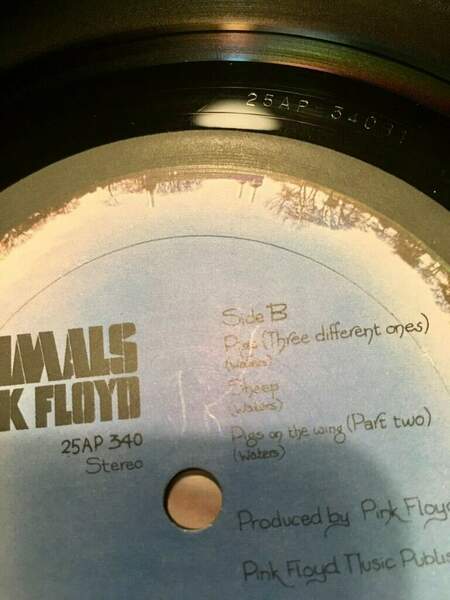 25AP 340
IMALS
K FLOYD
25AP 340
Stereo
Side B
Pigs (Three different ones)
(Waters)
Sheep
(Waters)
Pigs on the wing (Part two)
(Waters)
Produced by Pink Floyd
Pink Floyd Music Publis